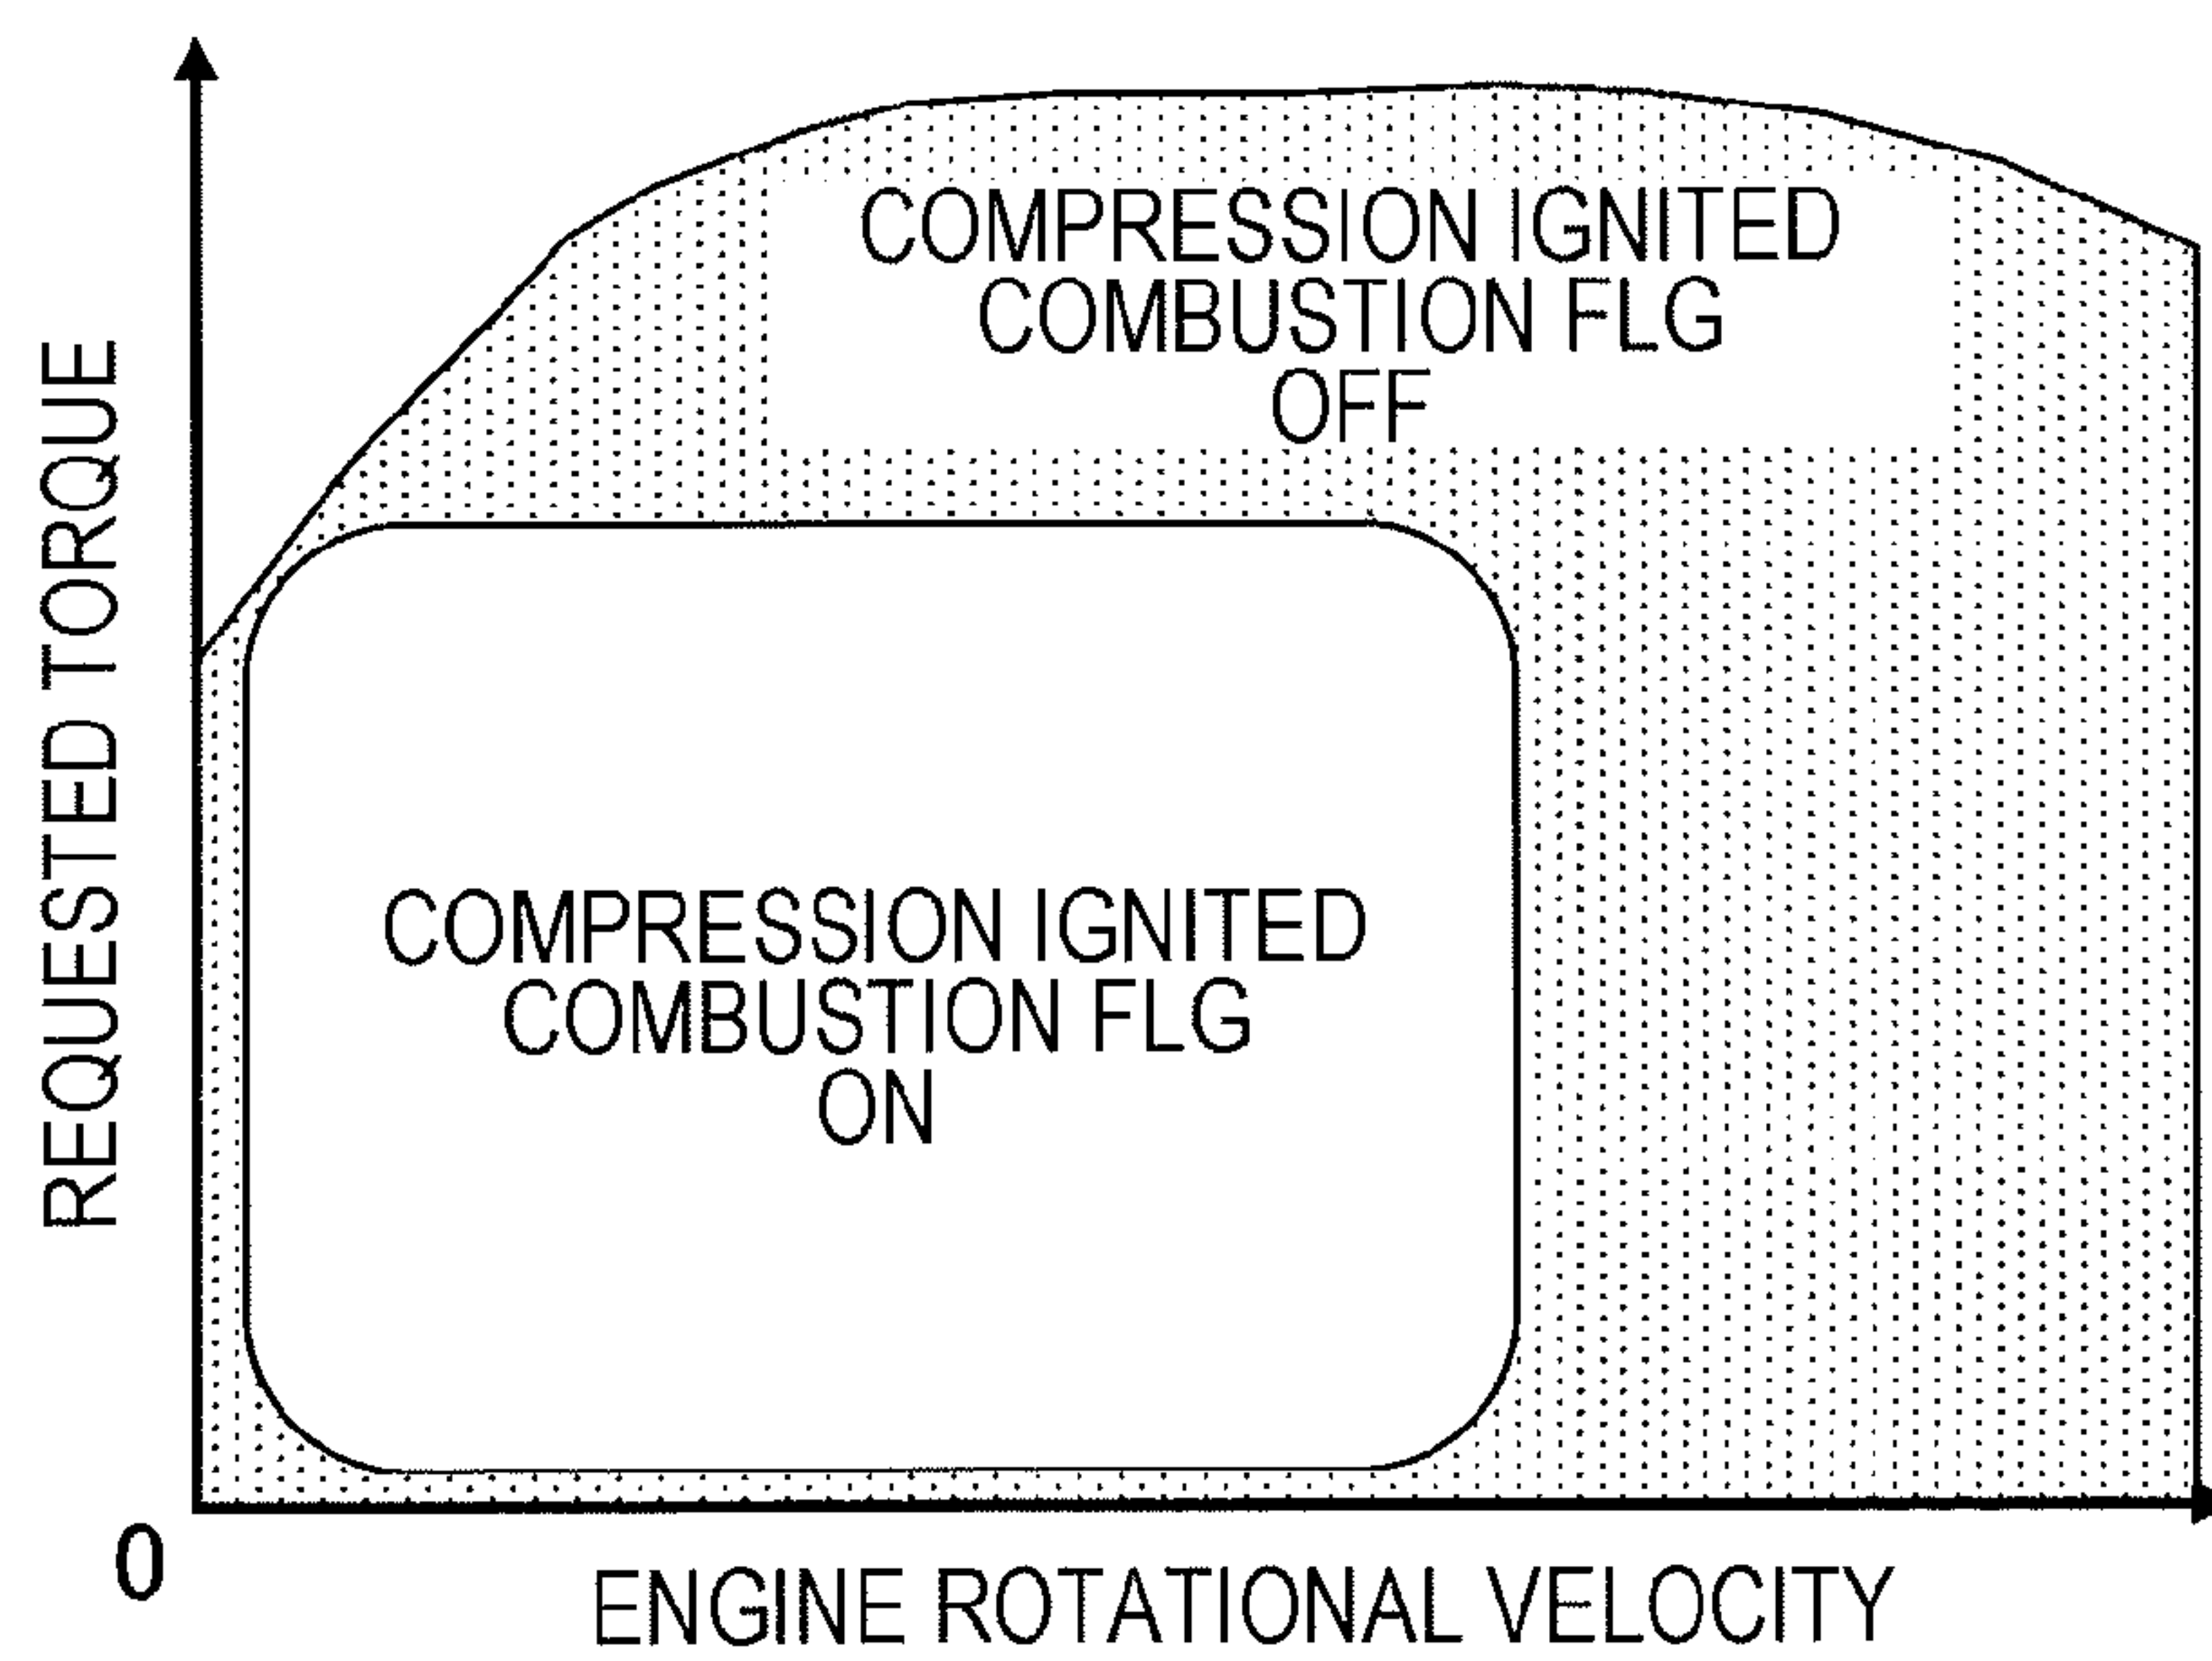 REQUESTED TORQUE
COMPRESSION IGNITED
COMBUSTION FLG
OFF
COMPRESSION IGNITED
COMBUSTION FLG
ON
0
ENGINE ROTATIONAL VELOCITY